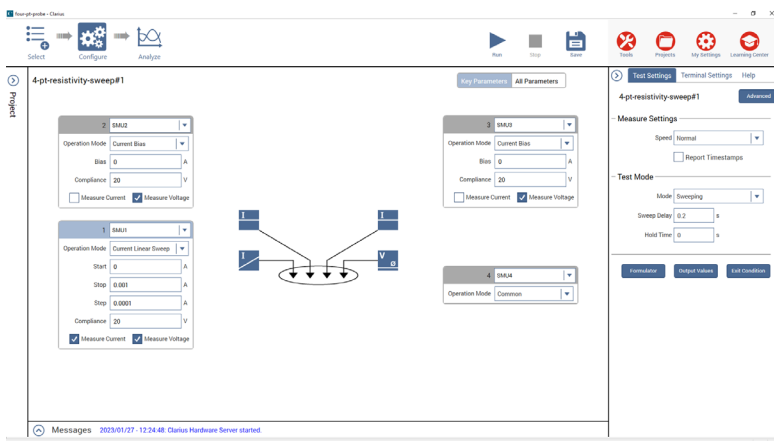 four-pt-probe - Clarius
Select
Configure
Analyze
Run
Stop
Save
Tools
Projects
My Settings
Learning Center
Project
4-pt-resistivity-sweep#1
Key Parameters
All Parameters
2 SMU2
Operation Mode Current Bias
Bias 0 A
Compliance 20 V
Measure Current Measure Voltage
1 SMU1
Operation Mode Current Linear Sweep
Start 0 A
Stop 0.001 A
Step 0.0001 A
Compliance 20 V
Measure Current Measure Voltage
I
I
I
V
ø
3 SMU3
Operation Mode Current Bias
Bias 0 A
Compliance 20 V
Measure Current Measure Voltage
4 SMU4
Operation Mode Common
Test Settings
Terminal Settings
Help
4-pt-resistivity-sweep#1
Advanced
Measure Settings
Speed Normal
Report Timestamps
Test Mode
Mode Sweeping
Sweep Delay 0.2 s
Hold Time 0 s
Formulator
Output Values
Exit Condition
Messages 2023/01/27 - 12:24:48: Clarius Hardware Server started.